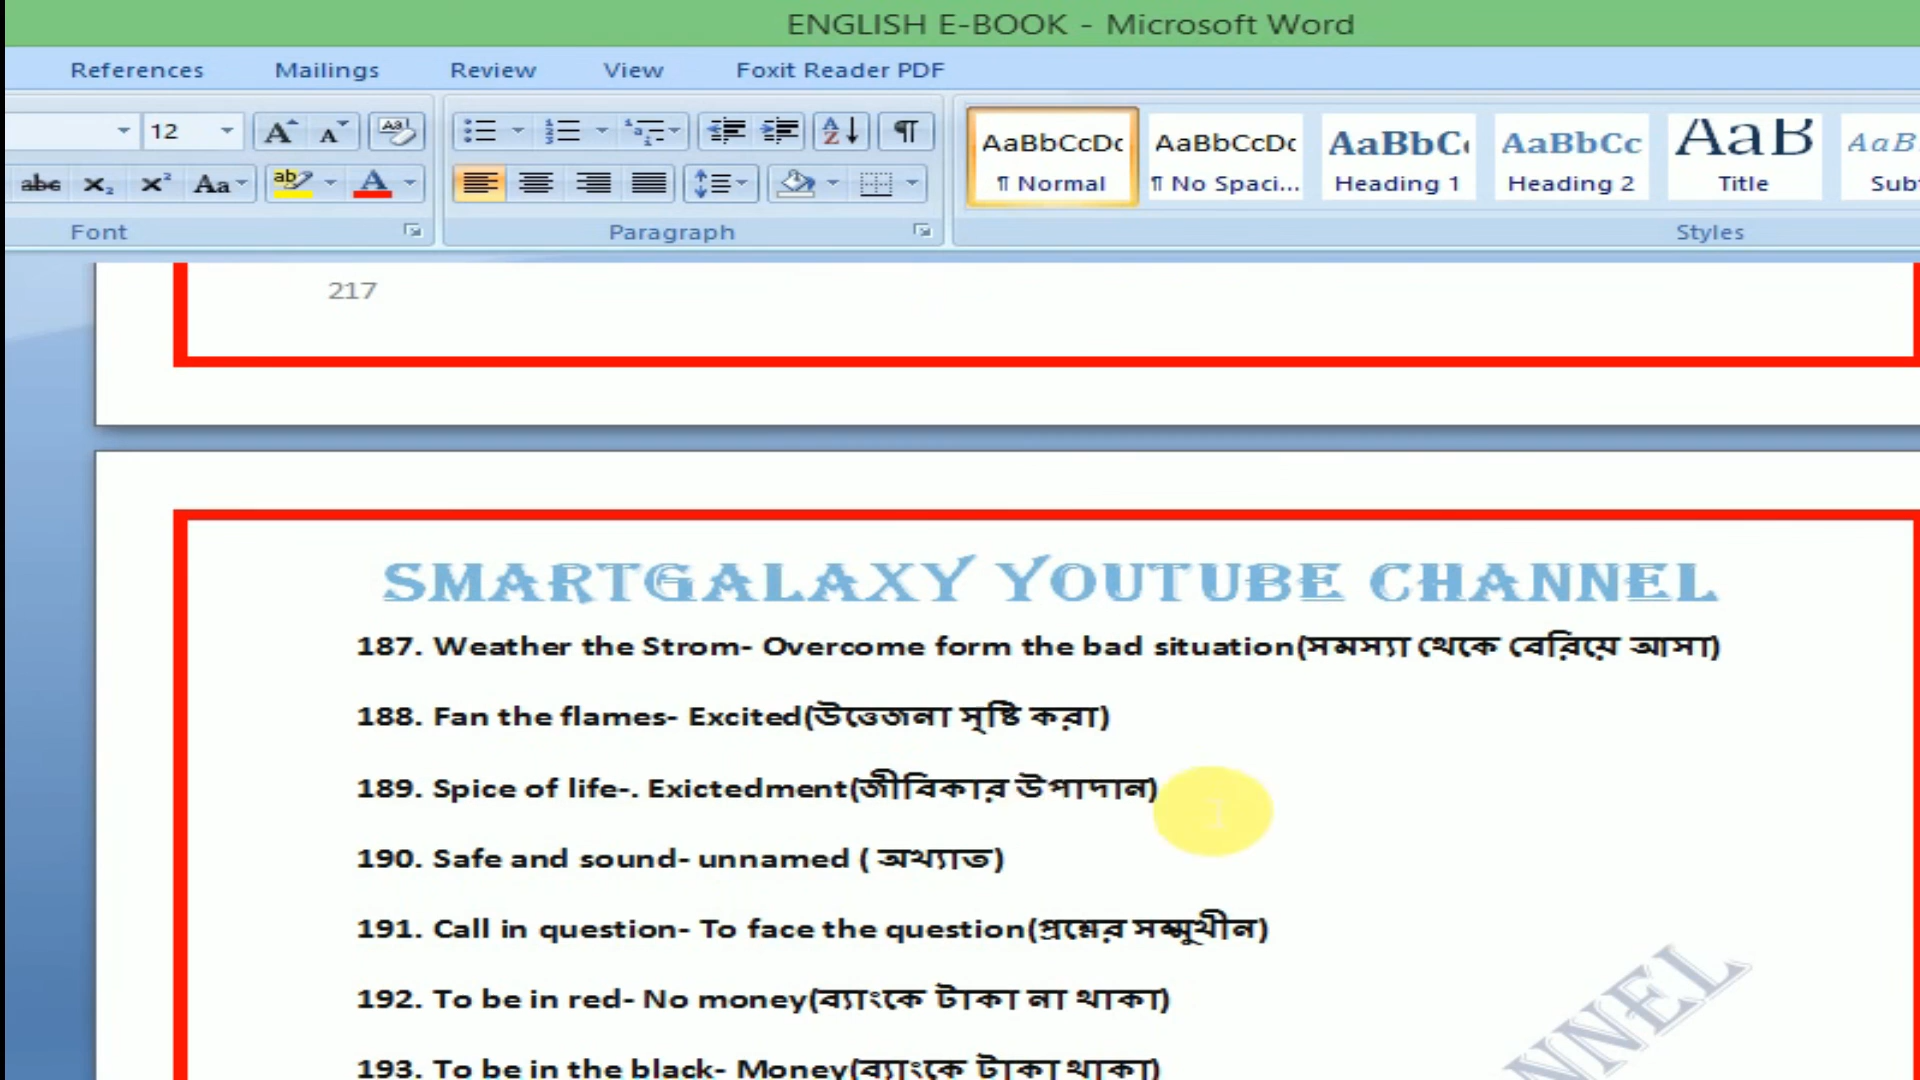 ENGLISH E-BOOK - Microsoft Word
References Mailings Review View Foxit Reader PDF
12
AaBbCcDc AaBbCcDc AaBbC AaBbCc AaB AaB
¶ Normal ¶ No Spaci... Heading 1 Heading 2 Title Sub
Font Paragraph Styles
217
SMARTGALAXY YOUTUBE CHANNEL
187. Weather the Strom- Overcome form the bad situation(সমস্যা থেকে বেরিয়ে আসা)
188. Fan the flames- Excited(উত্তেজনা সৃষ্টি করা)
189. Spice of life-. Exictedment(জীবিকার উপাদান)
190. Safe and sound- unnamed ( অখ্যাত)
191. Call in question- To face the question(প্রশ্নের সম্মুখীন)
192. To be in red- No money(ব্যাংকে টাকা না থাকা)
193. To be in the black- Money(ব্যাংকে টাকা থাকা)
NNEL